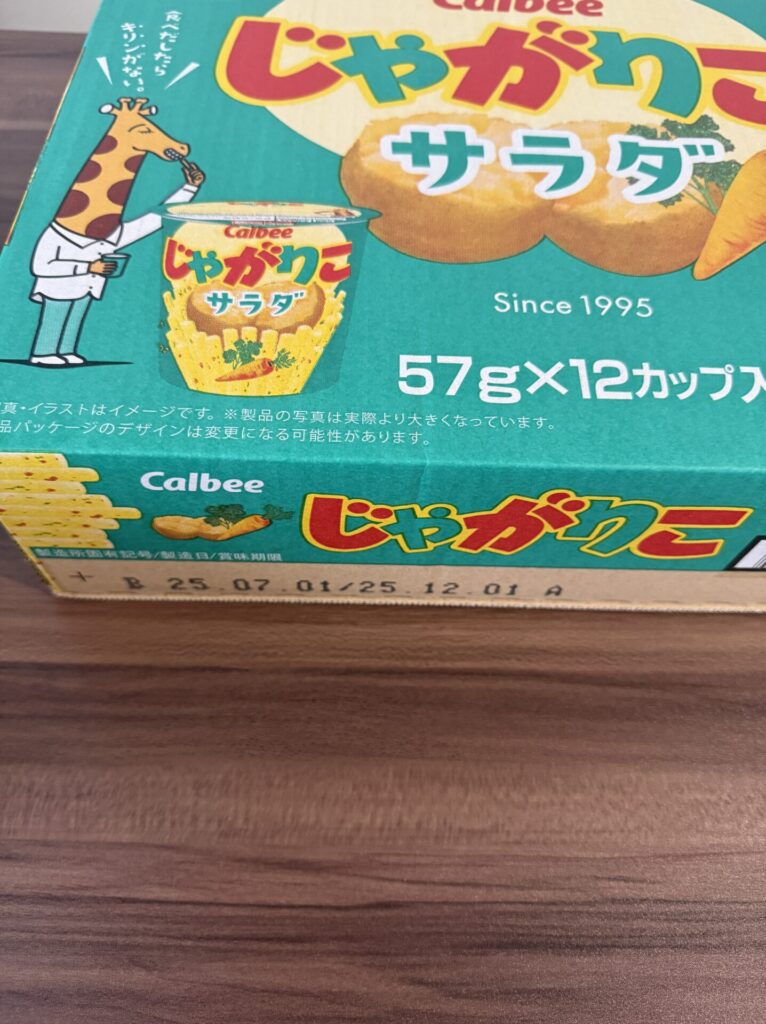 食べだしたら
キリンがない。
Calbee
じゃがりこ
サラダ
Calbee
じゃがりこ
サラダ
Since 1995
57g×12カップ入
真・イラストはイメージです。※製品の写真は実際より大きくなっています。
品パッケージのデザインは変更になる可能性があります。
Calbee
じゃがりこ
製造所固有記号/製造日/賞味期限
+ B 25.07.01/25.12.01 A